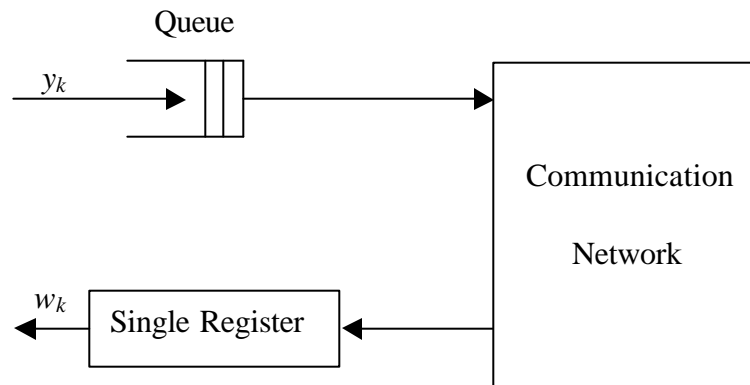 Queue
y_k
Communication
Network
w_k
Single Register